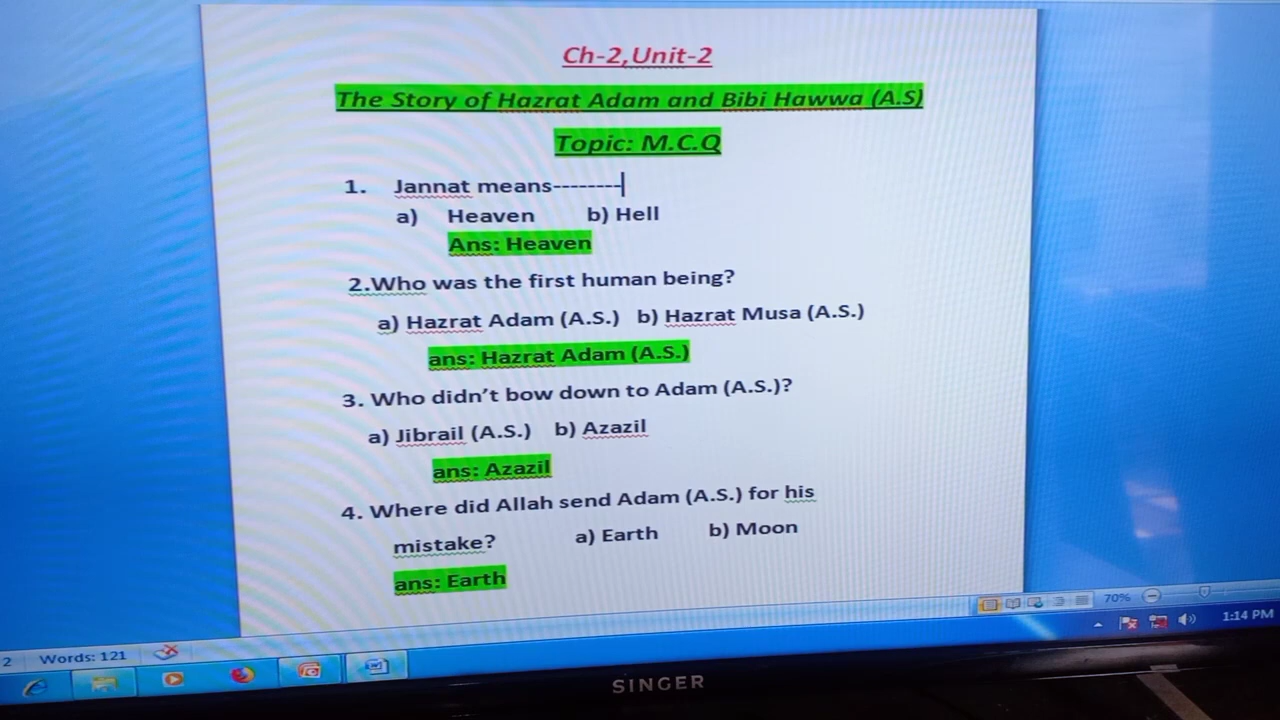 Ch-2,Unit-2
The Story of Hazrat Adam and Bibi Hawwa (A.S)
Topic: M.C.Q
1. Jannat means--------
a) Heaven b) Hell
Ans: Heaven
2.Who was the first human being?
a) Hazrat Adam (A.S.) b) Hazrat Musa (A.S.)
ans: Hazrat Adam (A.S.)
3. Who didn't bow down to Adam (A.S.)?
a) Jibrail (A.S.) b) Azazil
ans: Azazil
4. Where did Allah send Adam (A.S.) for his
mistake? a) Earth b) Moon
ans: Earth
70%
2 Words: 121
1:14 PM
SINGER